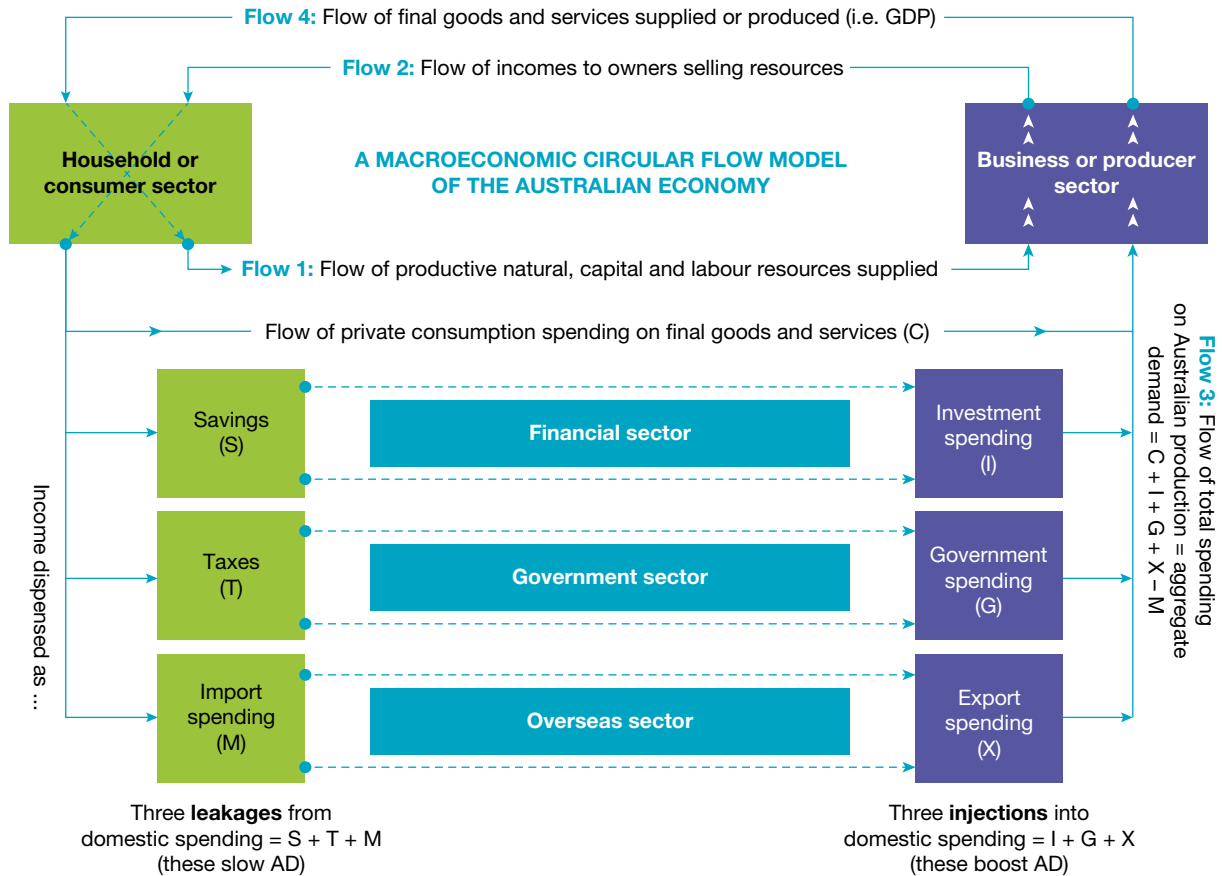 Flow 4: Flow of final goods and services supplied or produced (i.e. GDP)
Flow 2: Flow of incomes to owners selling resources
Household or
consumer sector
A MACROECONOMIC CIRCULAR FLOW MODEL
OF THE AUSTRALIAN ECONOMY
Business or producer
sector
Flow 1: Flow of productive natural, capital and labour resources supplied
Flow of private consumption spending on final goods and services (C)
Flow 3: Flow of total spending
on Australian production = aggregate
demand = C + I + G + X – M
Income dispensed as ...
Savings
(S)
Financial sector
Investment
spending
(I)
Taxes
(T)
Government sector
Government
spending
(G)
Import
spending
(M)
Overseas sector
Export
spending
(X)
Three leakages from
domestic spending = S + T + M
(these slow AD)
Three injections into
domestic spending = I + G + X
(these boost AD)